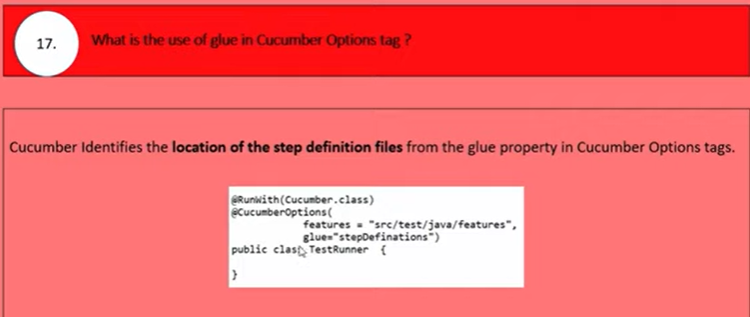 17.
What is the use of glue in Cucumber Options tag ?
Cucumber Identifies the location of the step definition files from the glue property in Cucumber Options tags.
@RunWith(Cucumber.class)
@CucumberOptions(
features = "src/test/java/features",
glue="stepDefinations")
public class TestRunner {
}